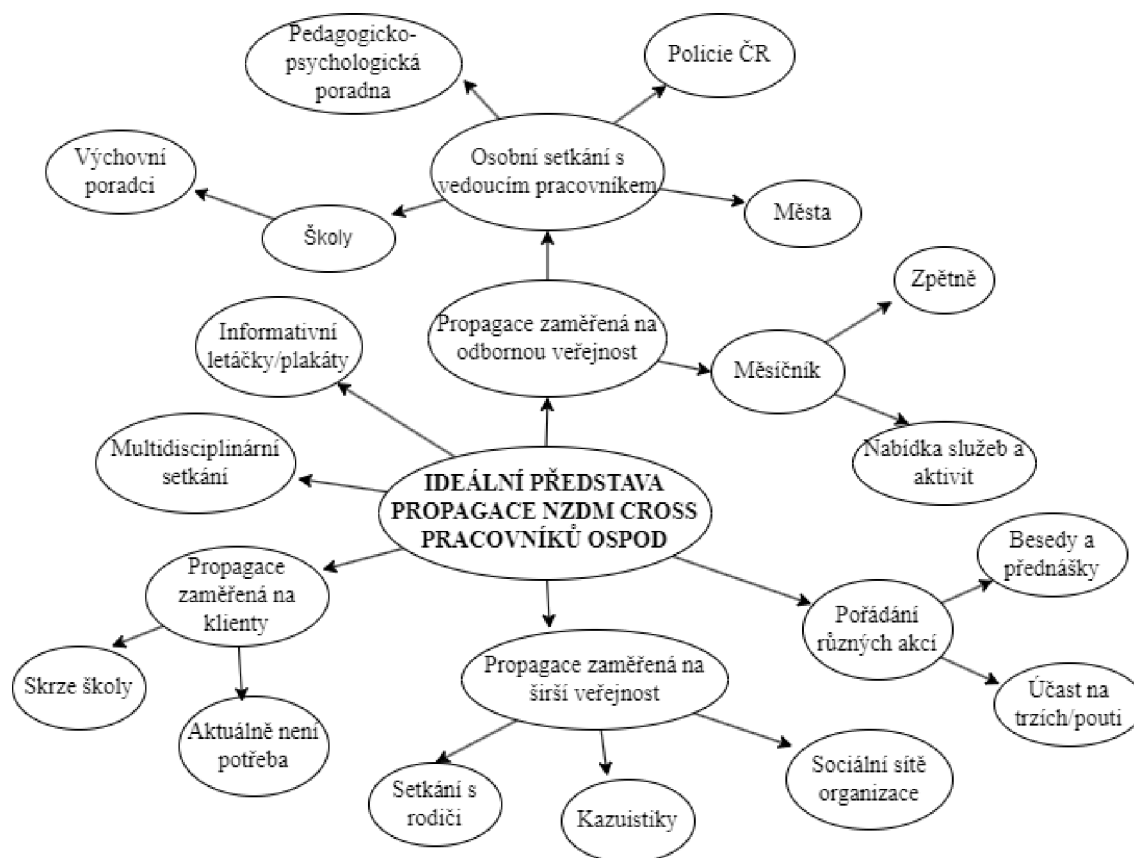 Pedagogicko-
psychologická
poradna
Policie ČR
Osobní setkání s
vedoucím pracovníkem
Výchovní
poradci
Školy
Města
Zpětně
Propagace zaměřená na
odbornou veřejnost
Informativní
letáčky/plakáty
Měsíčník
Multidisciplinární
setkání
Nabídka služeb a
aktivit
IDEÁLNÍ PŘEDSTAVA
PROPAGACE NZDM CROSS
PRACOVNÍKŮ OSPOD
Besedy a
přednášky
Propagace
zaměřená na
klienty
Pořádání
různých akcí
Propagace zaměřená na
širší veřejnost
Skrze školy
Účast na
trzích/pouti
Aktuálně není
potřeba
Sociální sítě
organizace
Setkání s
rodiči
Kazuistiky